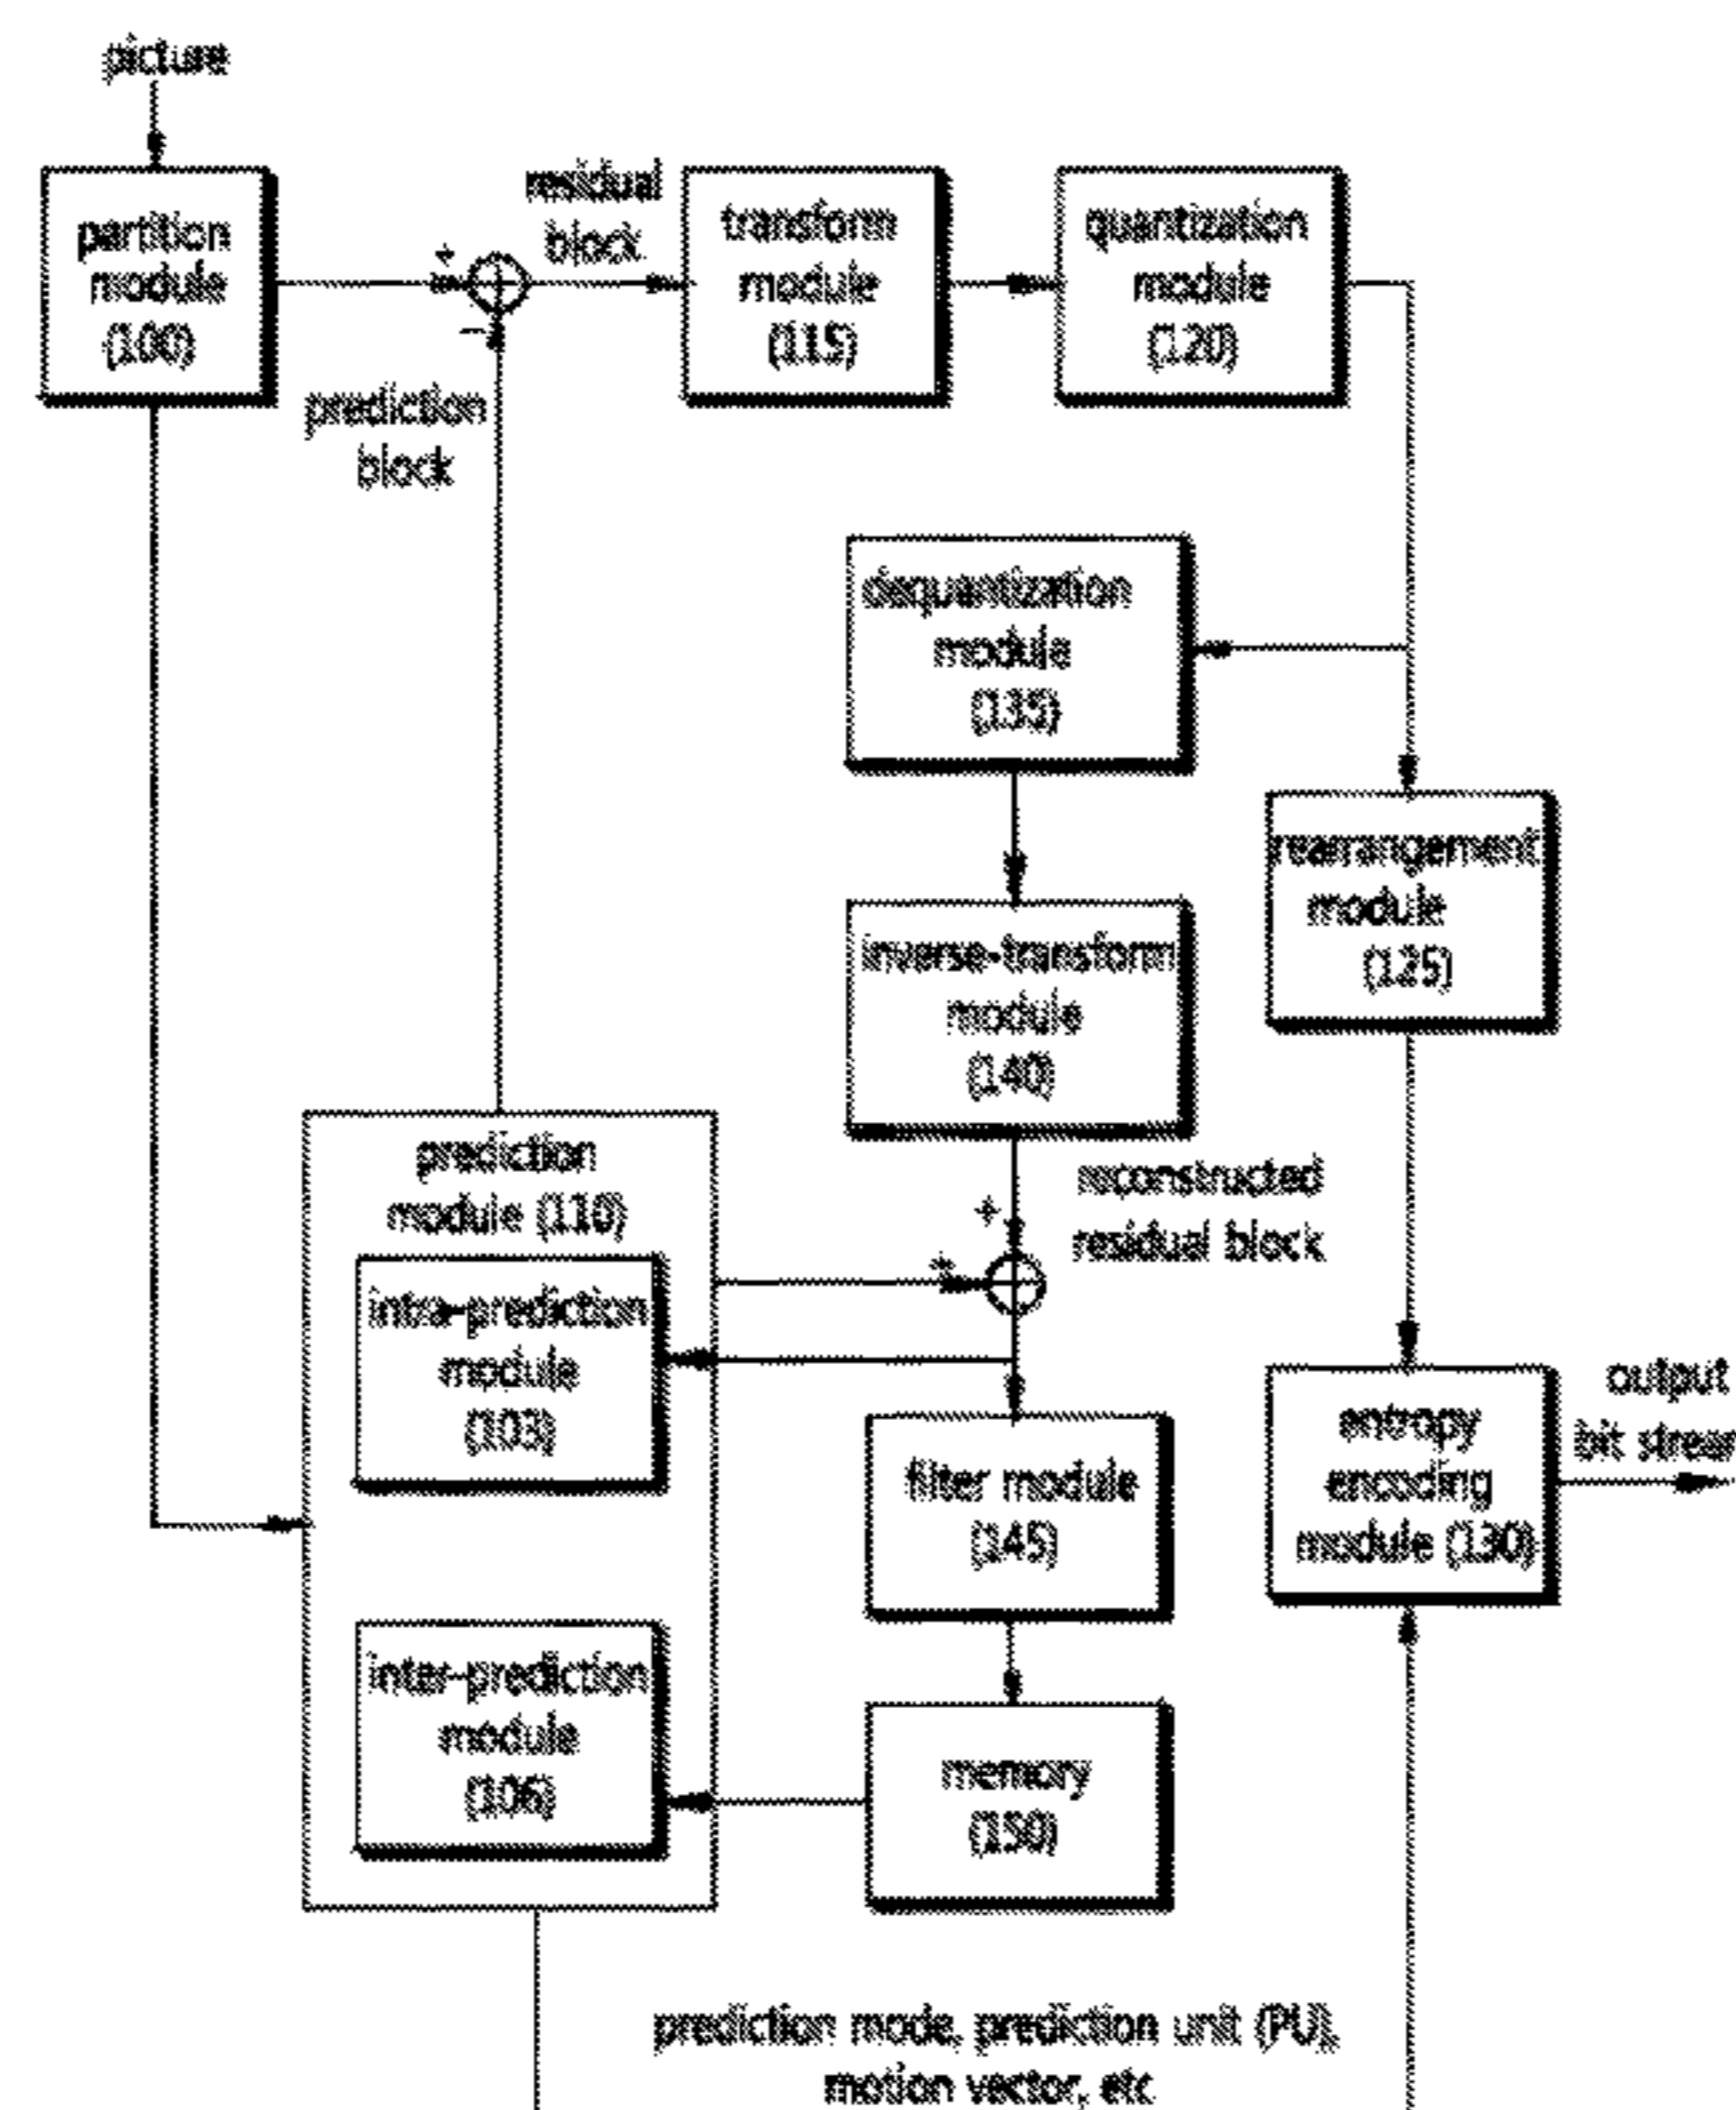 picture
partition
module
(100)
residual
block
transform
module
(115)
quantization
module
(120)
+
−
prediction
block
dequantization
module
(135)
rearrangement
module
(125)
inverse-transform
module
(140)
prediction
module (110)
reconstructed
residual block
+
+
intra-prediction
module
(103)
filter module
(145)
entropy
encoding
module (130)
output
bit strear
inter-prediction
module
(106)
memory
(150)
prediction mode, prediction unit (PU),
motion vector, etc